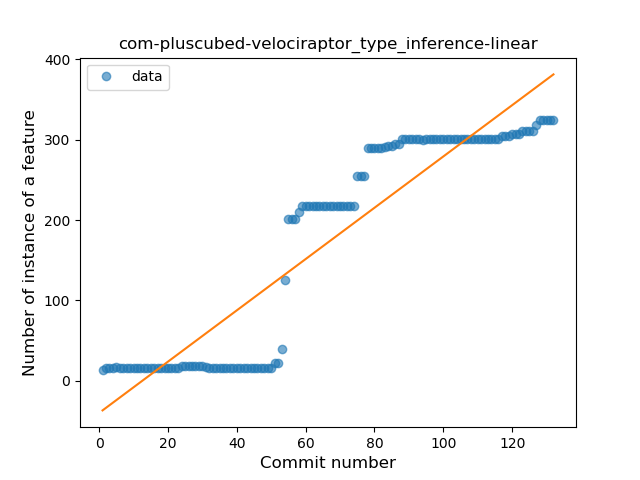 com-pluscubed-velociraptor_type_inference-linear
data
Number of instance of a feature
400
300
200
100
0
0 20 40 60 80 100 120
Commit number